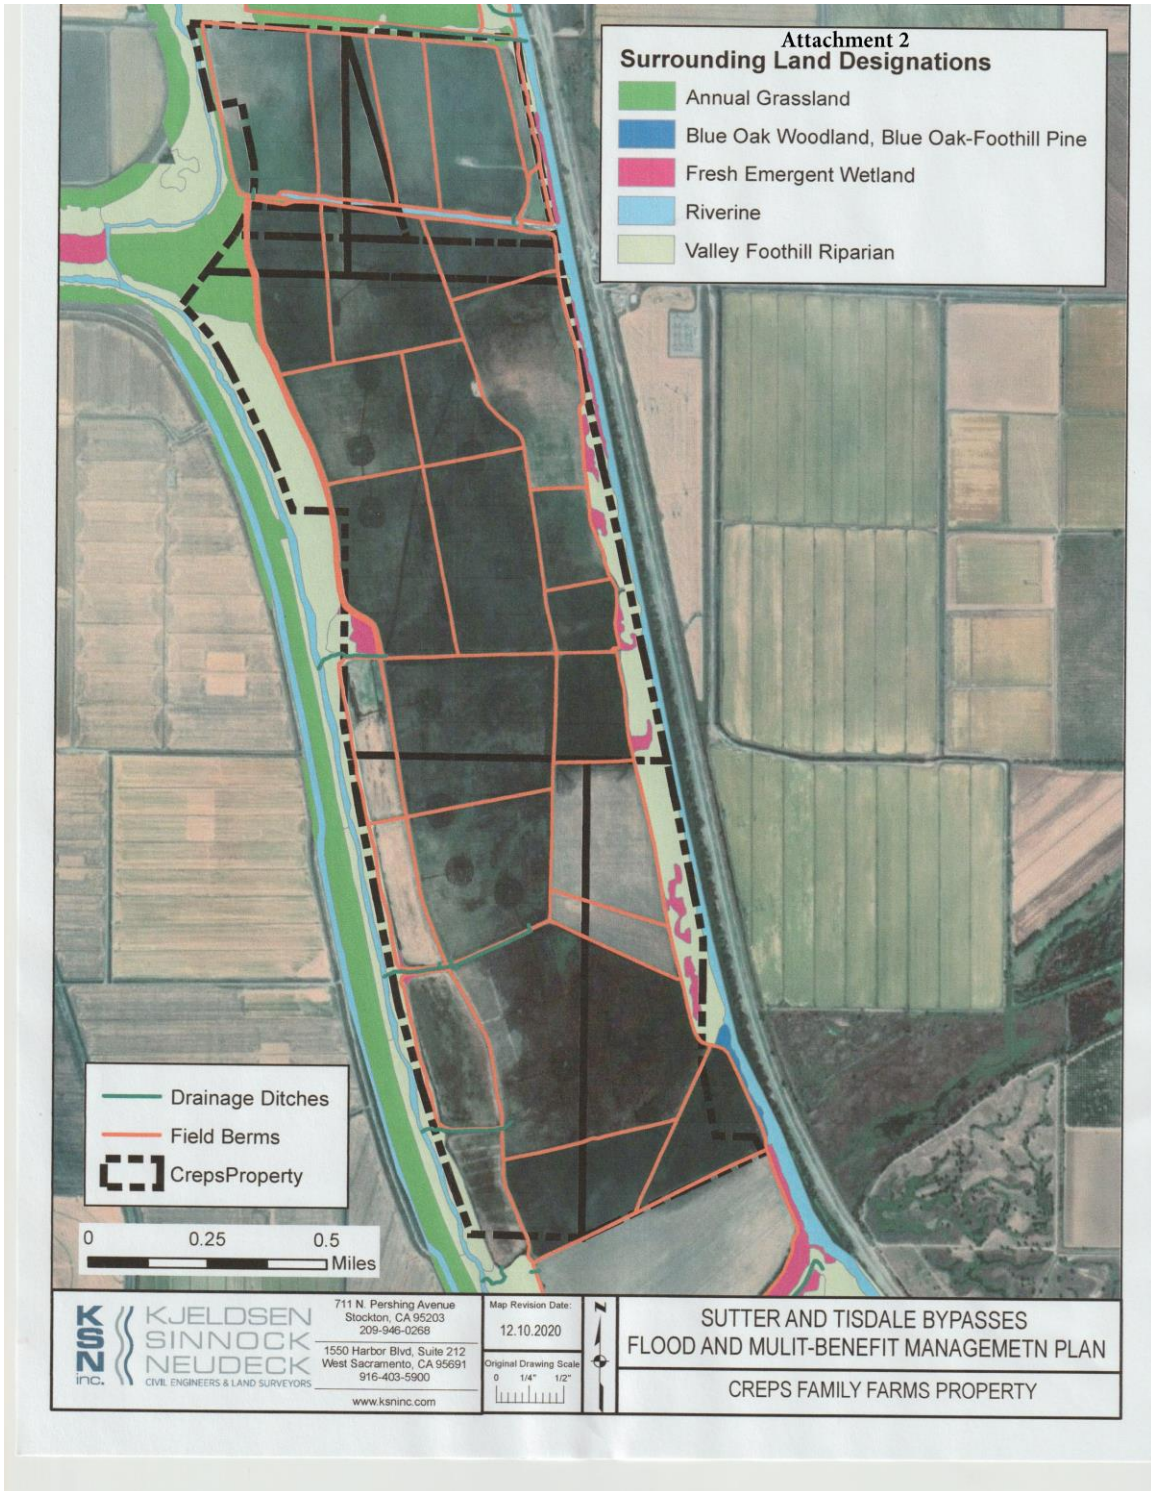 Attachment 2
Surrounding Land Designations
Annual Grassland
Blue Oak Woodland, Blue Oak-Foothill Pine
Fresh Emergent Wetland
Riverine
Valley Foothill Riparian
Drainage Ditches
Field Berms
CrepsProperty
0 0.25 0.5
Miles
KSN
inc.
KJELDSEN
SINNOCK
NEUDECK
CIVIL ENGINEERS & LAND SURVEYORS
711 N. Pershing Avenue
Stockton, CA 95203
209-946-0268
1550 Harbor Blvd, Suite 212
West Sacramento, CA 95691
916-403-5900
www.ksninc.com
Map Revision Date:
12.10.2020
Original Drawing Scale
0 1/4" 1/2"
N
SUTTER AND TISDALE BYPASSES
FLOOD AND MULIT-BENEFIT MANAGEMETN PLAN
CREPS FAMILY FARMS PROPERTY